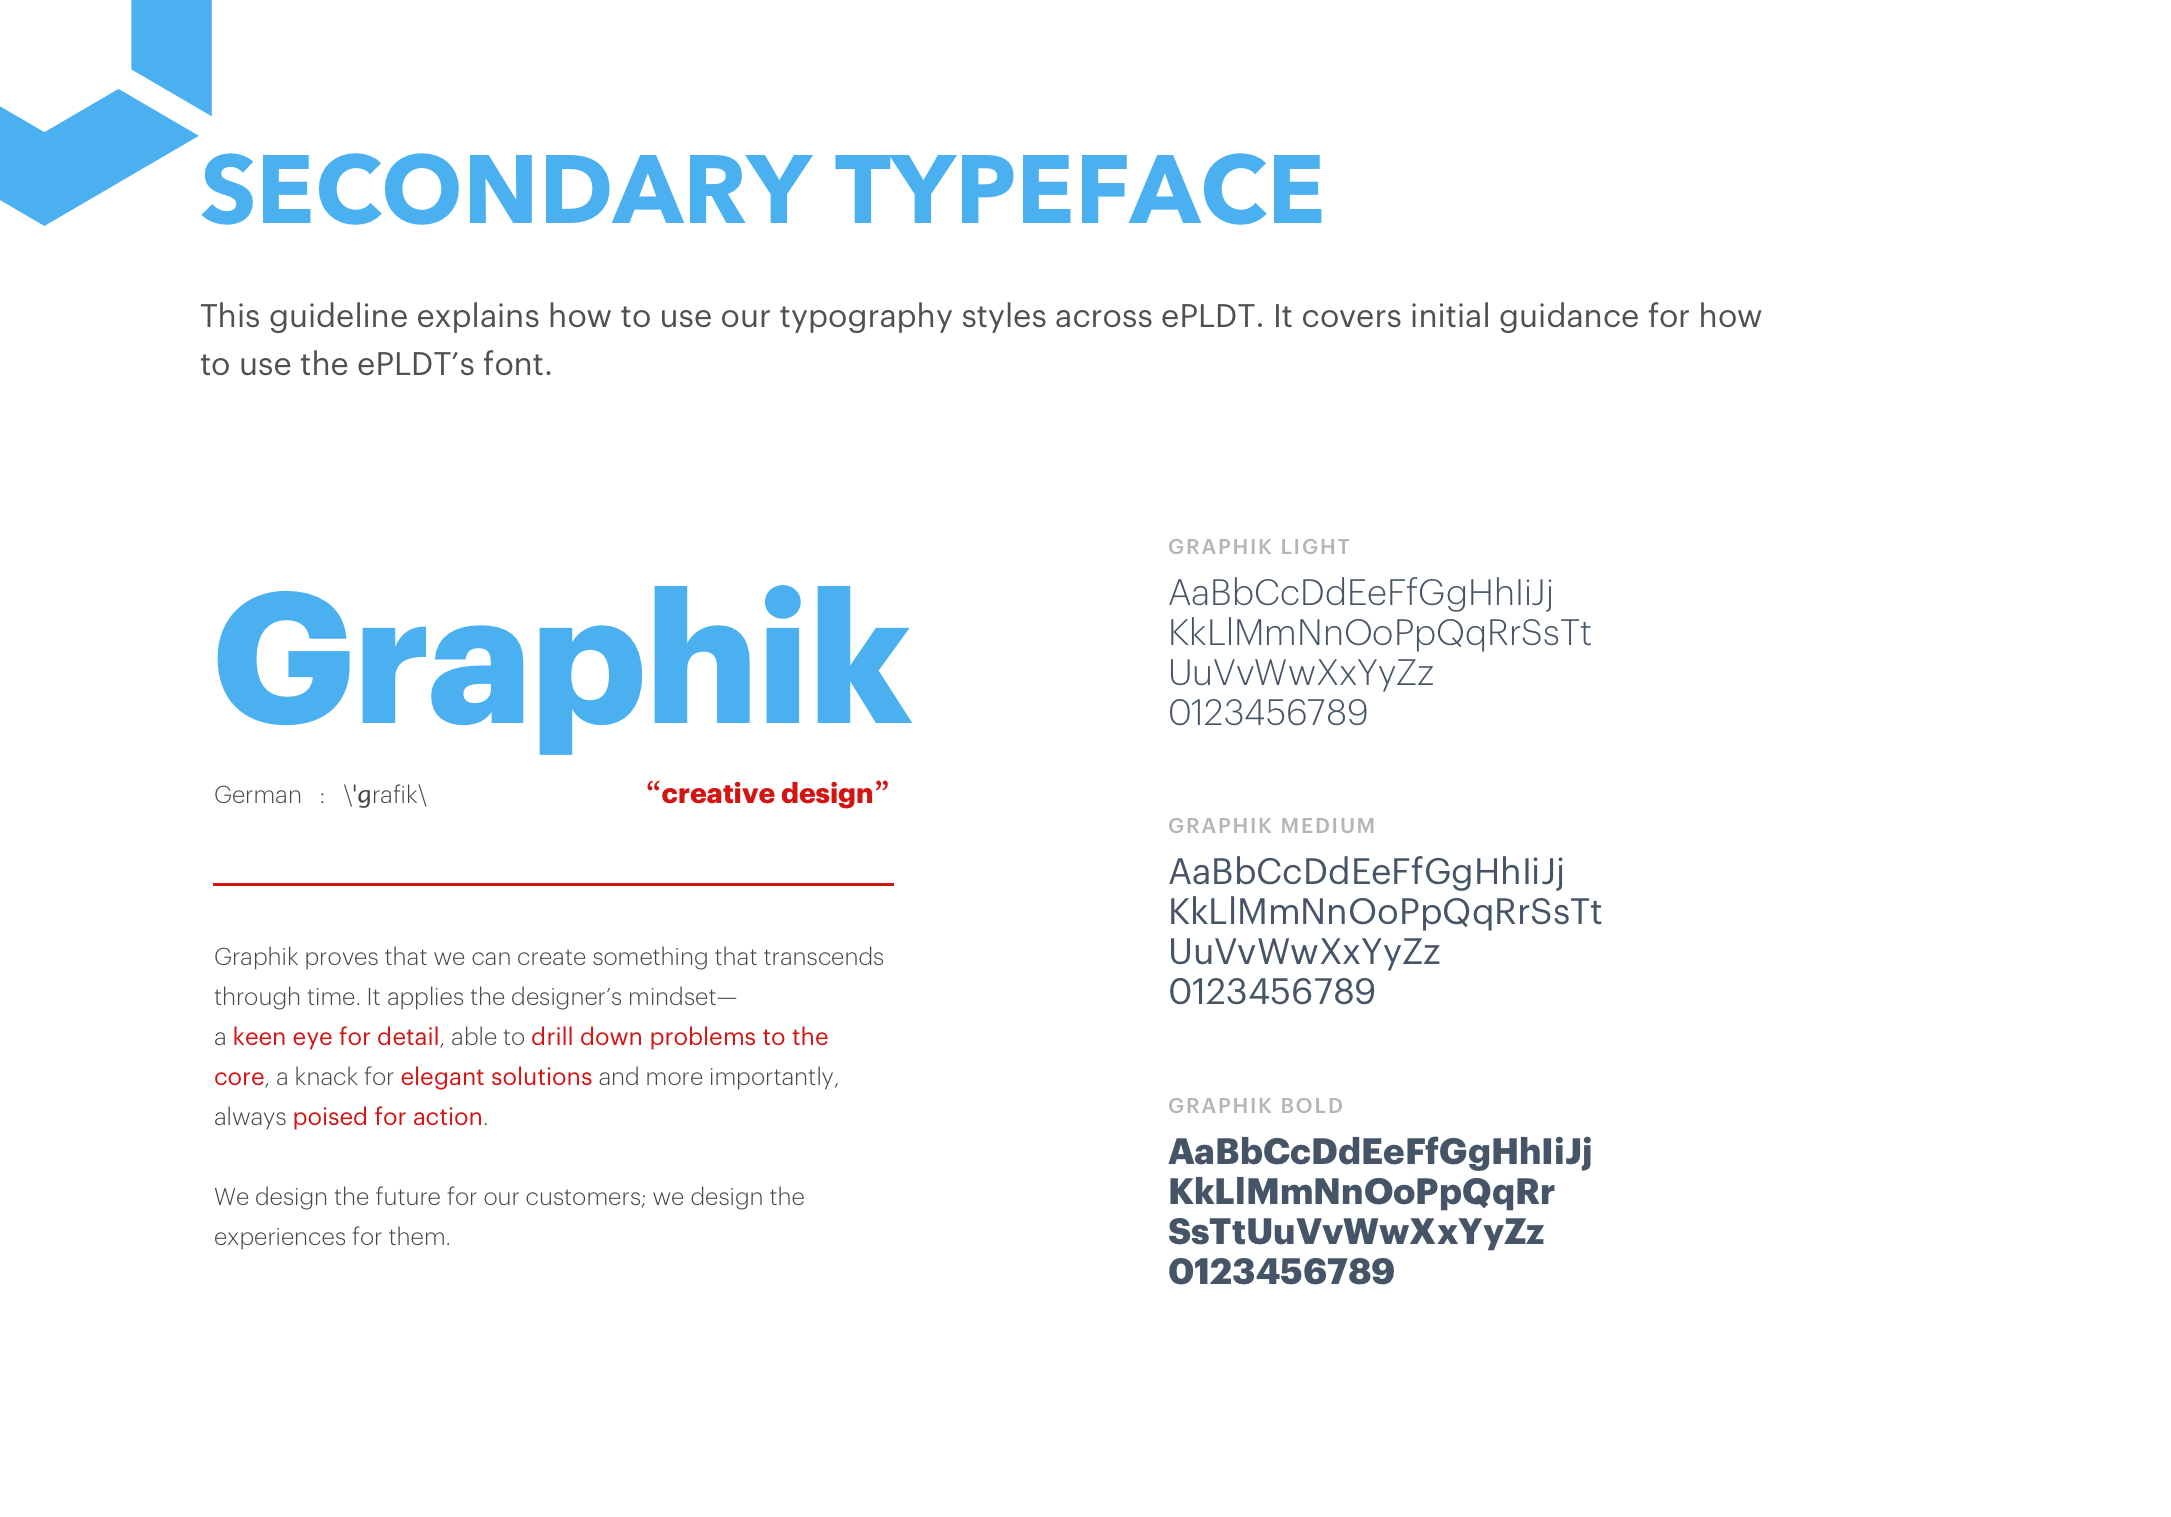 SECONDARY TYPEFACE
This guideline explains how to use our typography styles across ePLDT. It covers initial guidance for how
to use the ePLDT’s font.
Graphik
German : \'grafik\ “creative design”
Graphik proves that we can create something that transcends
through time. It applies the designer’s mindset—
a keen eye for detail, able to drill down problems to the
core, a knack for elegant solutions and more importantly,
always poised for action.
We design the future for our customers; we design the
experiences for them.
GRAPHIK LIGHT
AaBbCcDdEeFfGgHhIiJj
KkLlMmNnOoPpQqRrSsTt
UuVvWwXxYyZz
0123456789
GRAPHIK MEDIUM
AaBbCcDdEeFfGgHhIiJj
KkLlMmNnOoPpQqRrSsTt
UuVvWwXxYyZz
0123456789
GRAPHIK BOLD
AaBbCcDdEeFfGgHhIiJj
KkLlMmNnOoPpQqRr
SsTtUuVvWwXxYyZz
0123456789